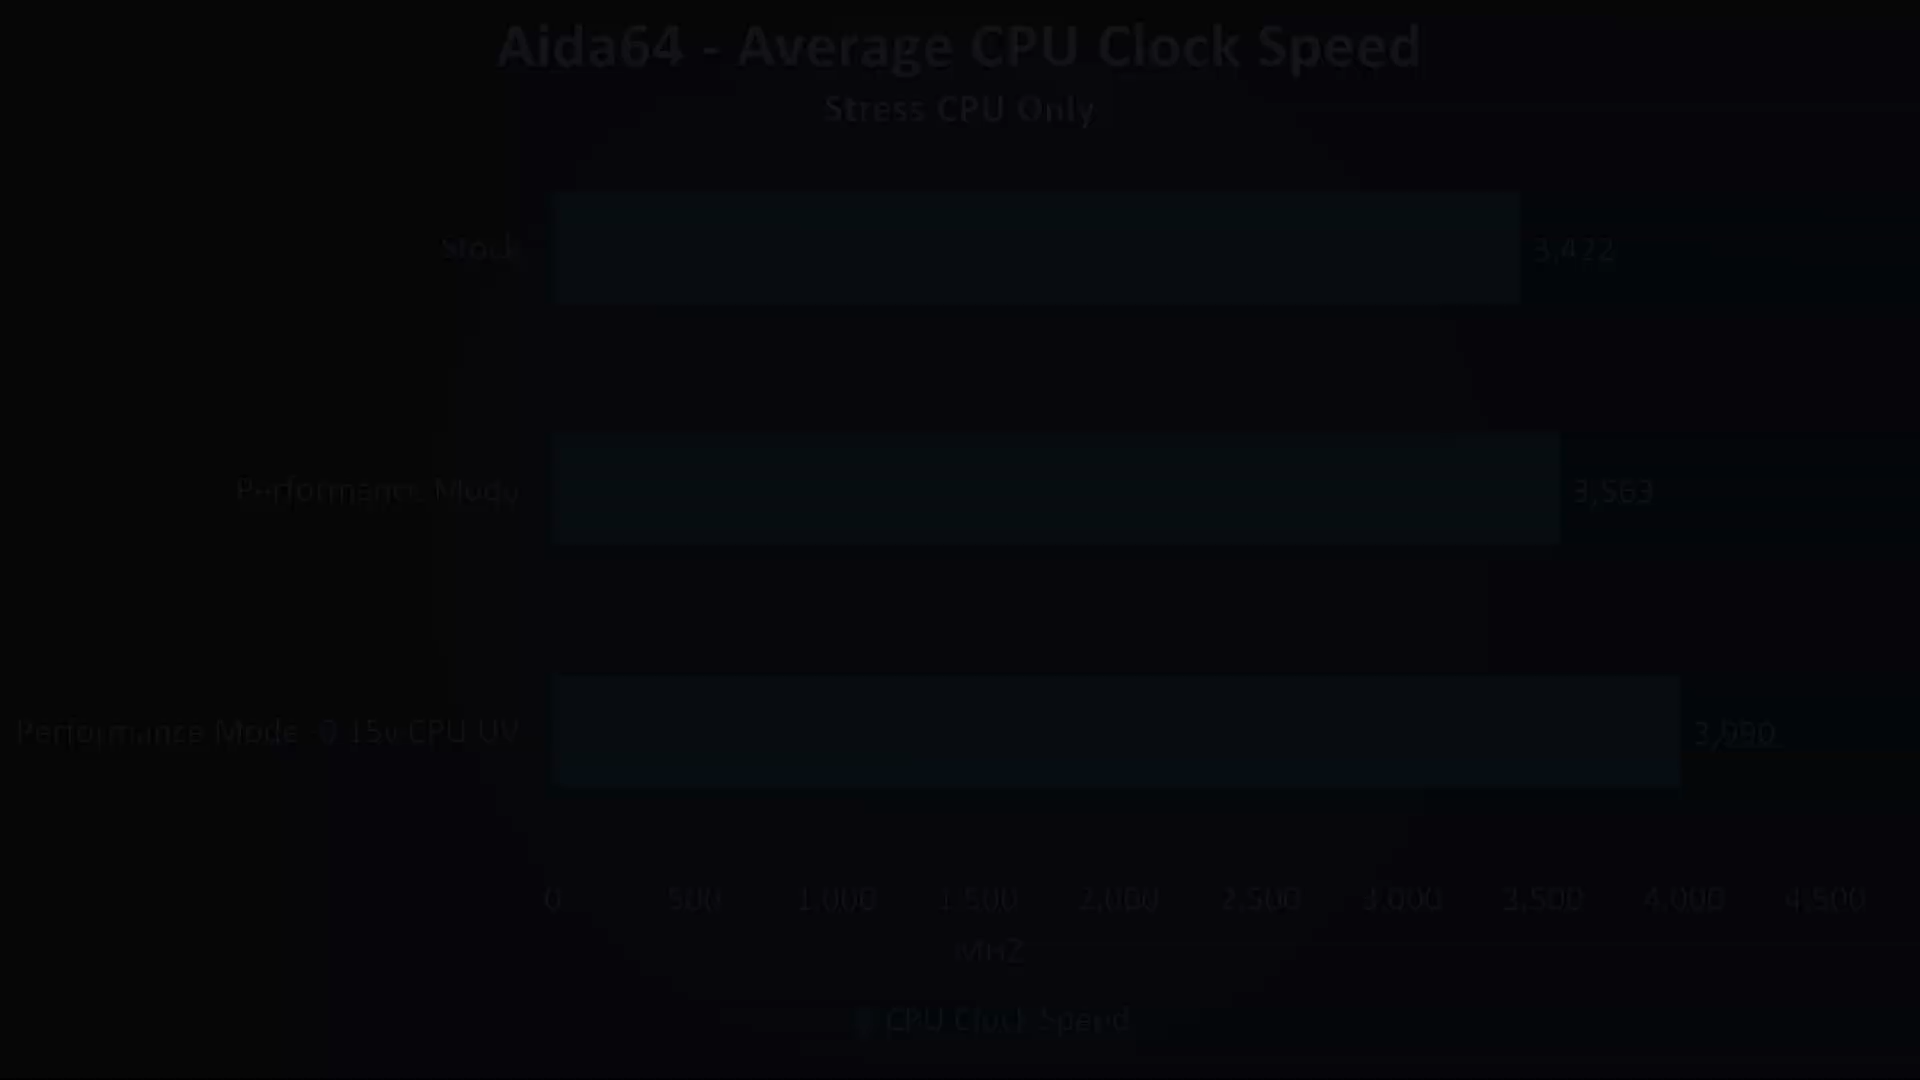 Aida64 - Average CPU Clock Speed
Stress CPU Only
Stock 3,422
Performance Mode 3,563
Performance Mode -0.15v CPU UV 3,990
0 500 1,000 1,500 2,000 2,500 3,000 3,500 4,000 4,500
MHZ
CPU Clock Speed